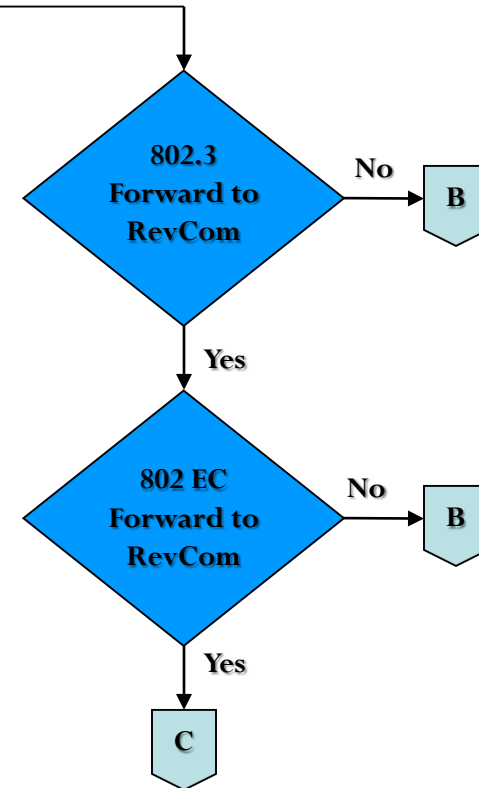 802.3
Forward to
RevCom
No
B
Yes
802 EC
Forward to
RevCom
No
B
Yes
C